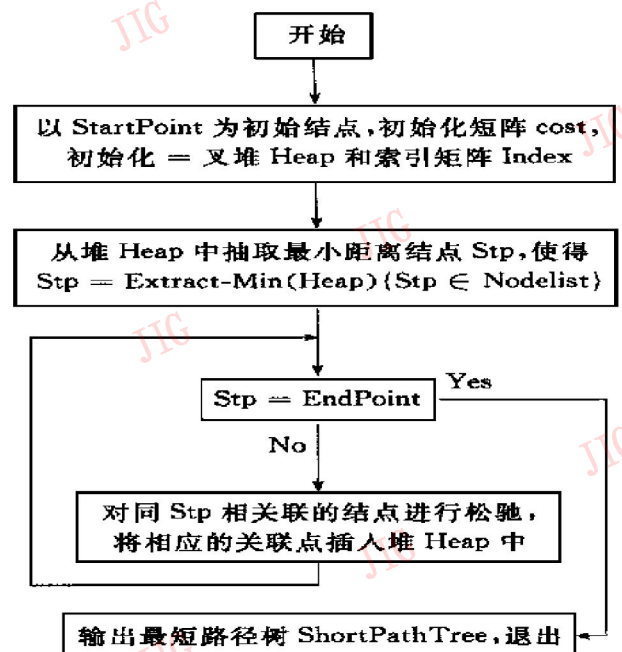 JIG
开始
以 StartPoint 为初始结点,初始化短阵 cost,
初始化 = 叉堆 Heap 和索引矩阵 Index
JIG
从堆 Heap 中抽取最小距离结点 Stp,使得
JIG
Stp = Extract-Min(Heap){Stp ∈ Nodelist}
JIG
Stp = EndPoint
Yes
No
JIG
对同 Stp 相关联的结点进行松驰,
将相应的关联点插人堆 Heap 中
JIG
输出最短路径树 ShortPathTree,退出
JIG